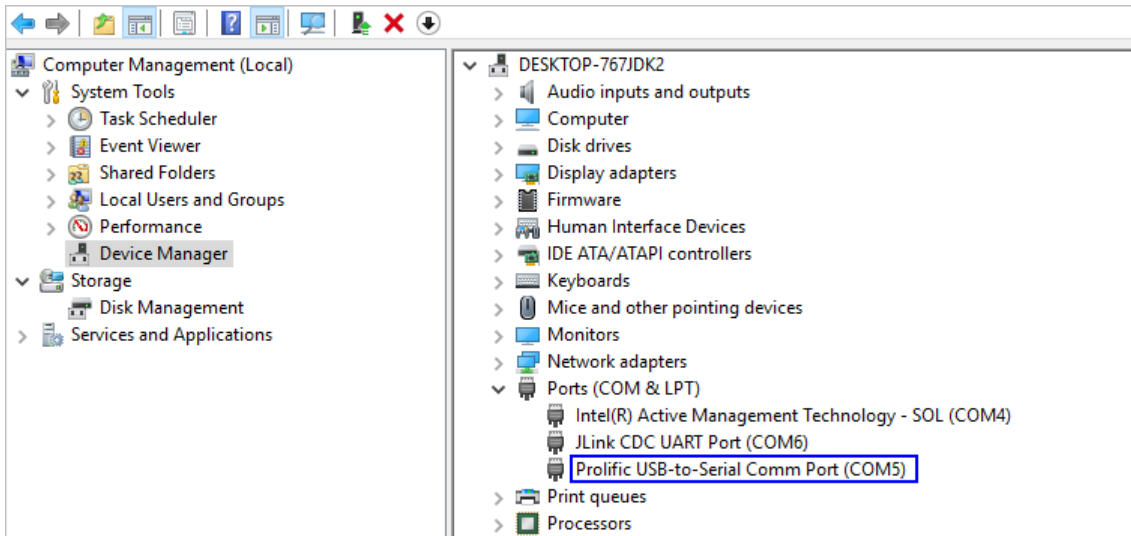 Computer Management (Local)
System Tools
Task Scheduler
Event Viewer
Shared Folders
Local Users and Groups
Performance
Device Manager
Storage
Disk Management
Services and Applications
DESKTOP-767JDK2
Audio inputs and outputs
Computer
Disk drives
Display adapters
Firmware
Human Interface Devices
IDE ATA/ATAPI controllers
Keyboards
Mice and other pointing devices
Monitors
Network adapters
Ports (COM & LPT)
Intel(R) Active Management Technology - SOL (COM4)
JLink CDC UART Port (COM6)
Prolific USB-to-Serial Comm Port (COM5)
Print queues
Processors